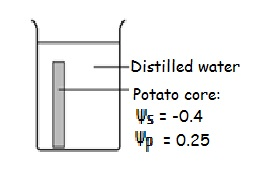 Distilled water
Potato core:
Ψs = -0.4
Ψp = 0.25